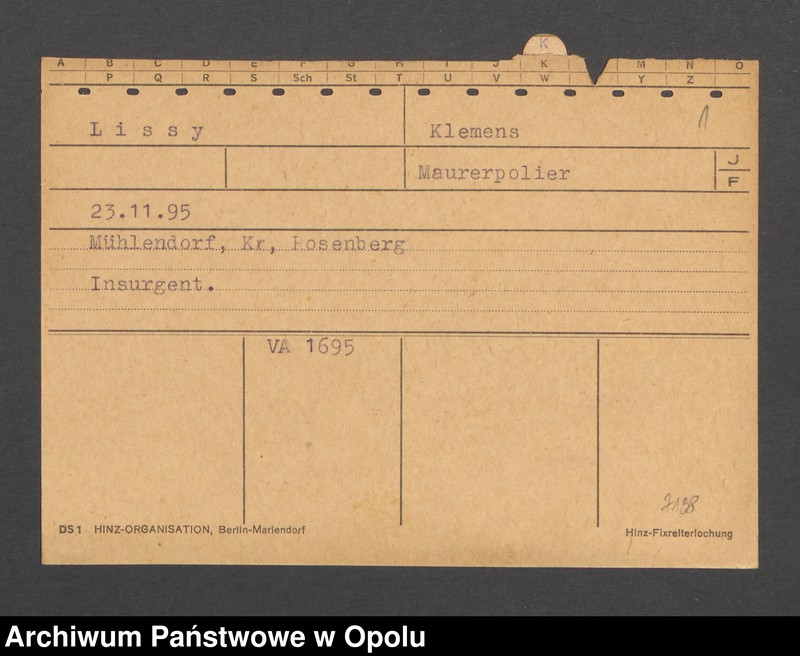 K
A B C D E F G H I J K M N O
P Q R S Sch St T U V W Y Z
1
Lissy Klemens
Maurerpolier J
F
23.11.95
Mühlendorf, Kr, Rosenberg
Insurgent.
VA 1695
7138
DS1 HINZ-ORGANISATION, Berlin-Mariendorf Hinz-Fixreiterlochung
Archiwum Państwowe w Opolu